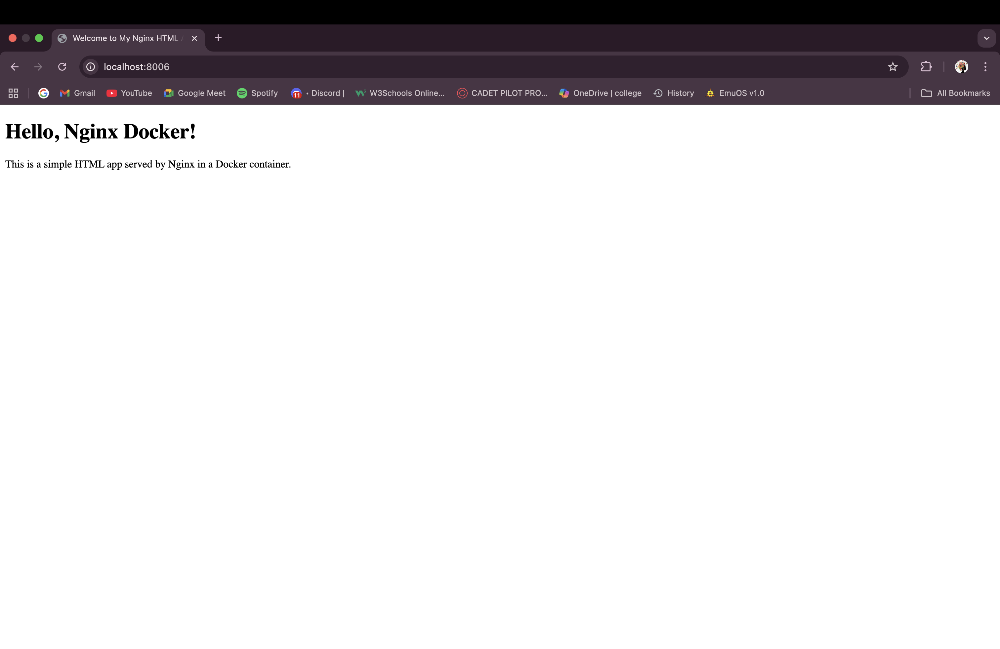 Welcome to My Nginx HTML
localhost:8006
Gmail YouTube Google Meet Spotify 11 • Discord | W3Schools Online... CADET PILOT PRO... OneDrive | college History EmuOS v1.0 All Bookmarks
Hello, Nginx Docker!
This is a simple HTML app served by Nginx in a Docker container.